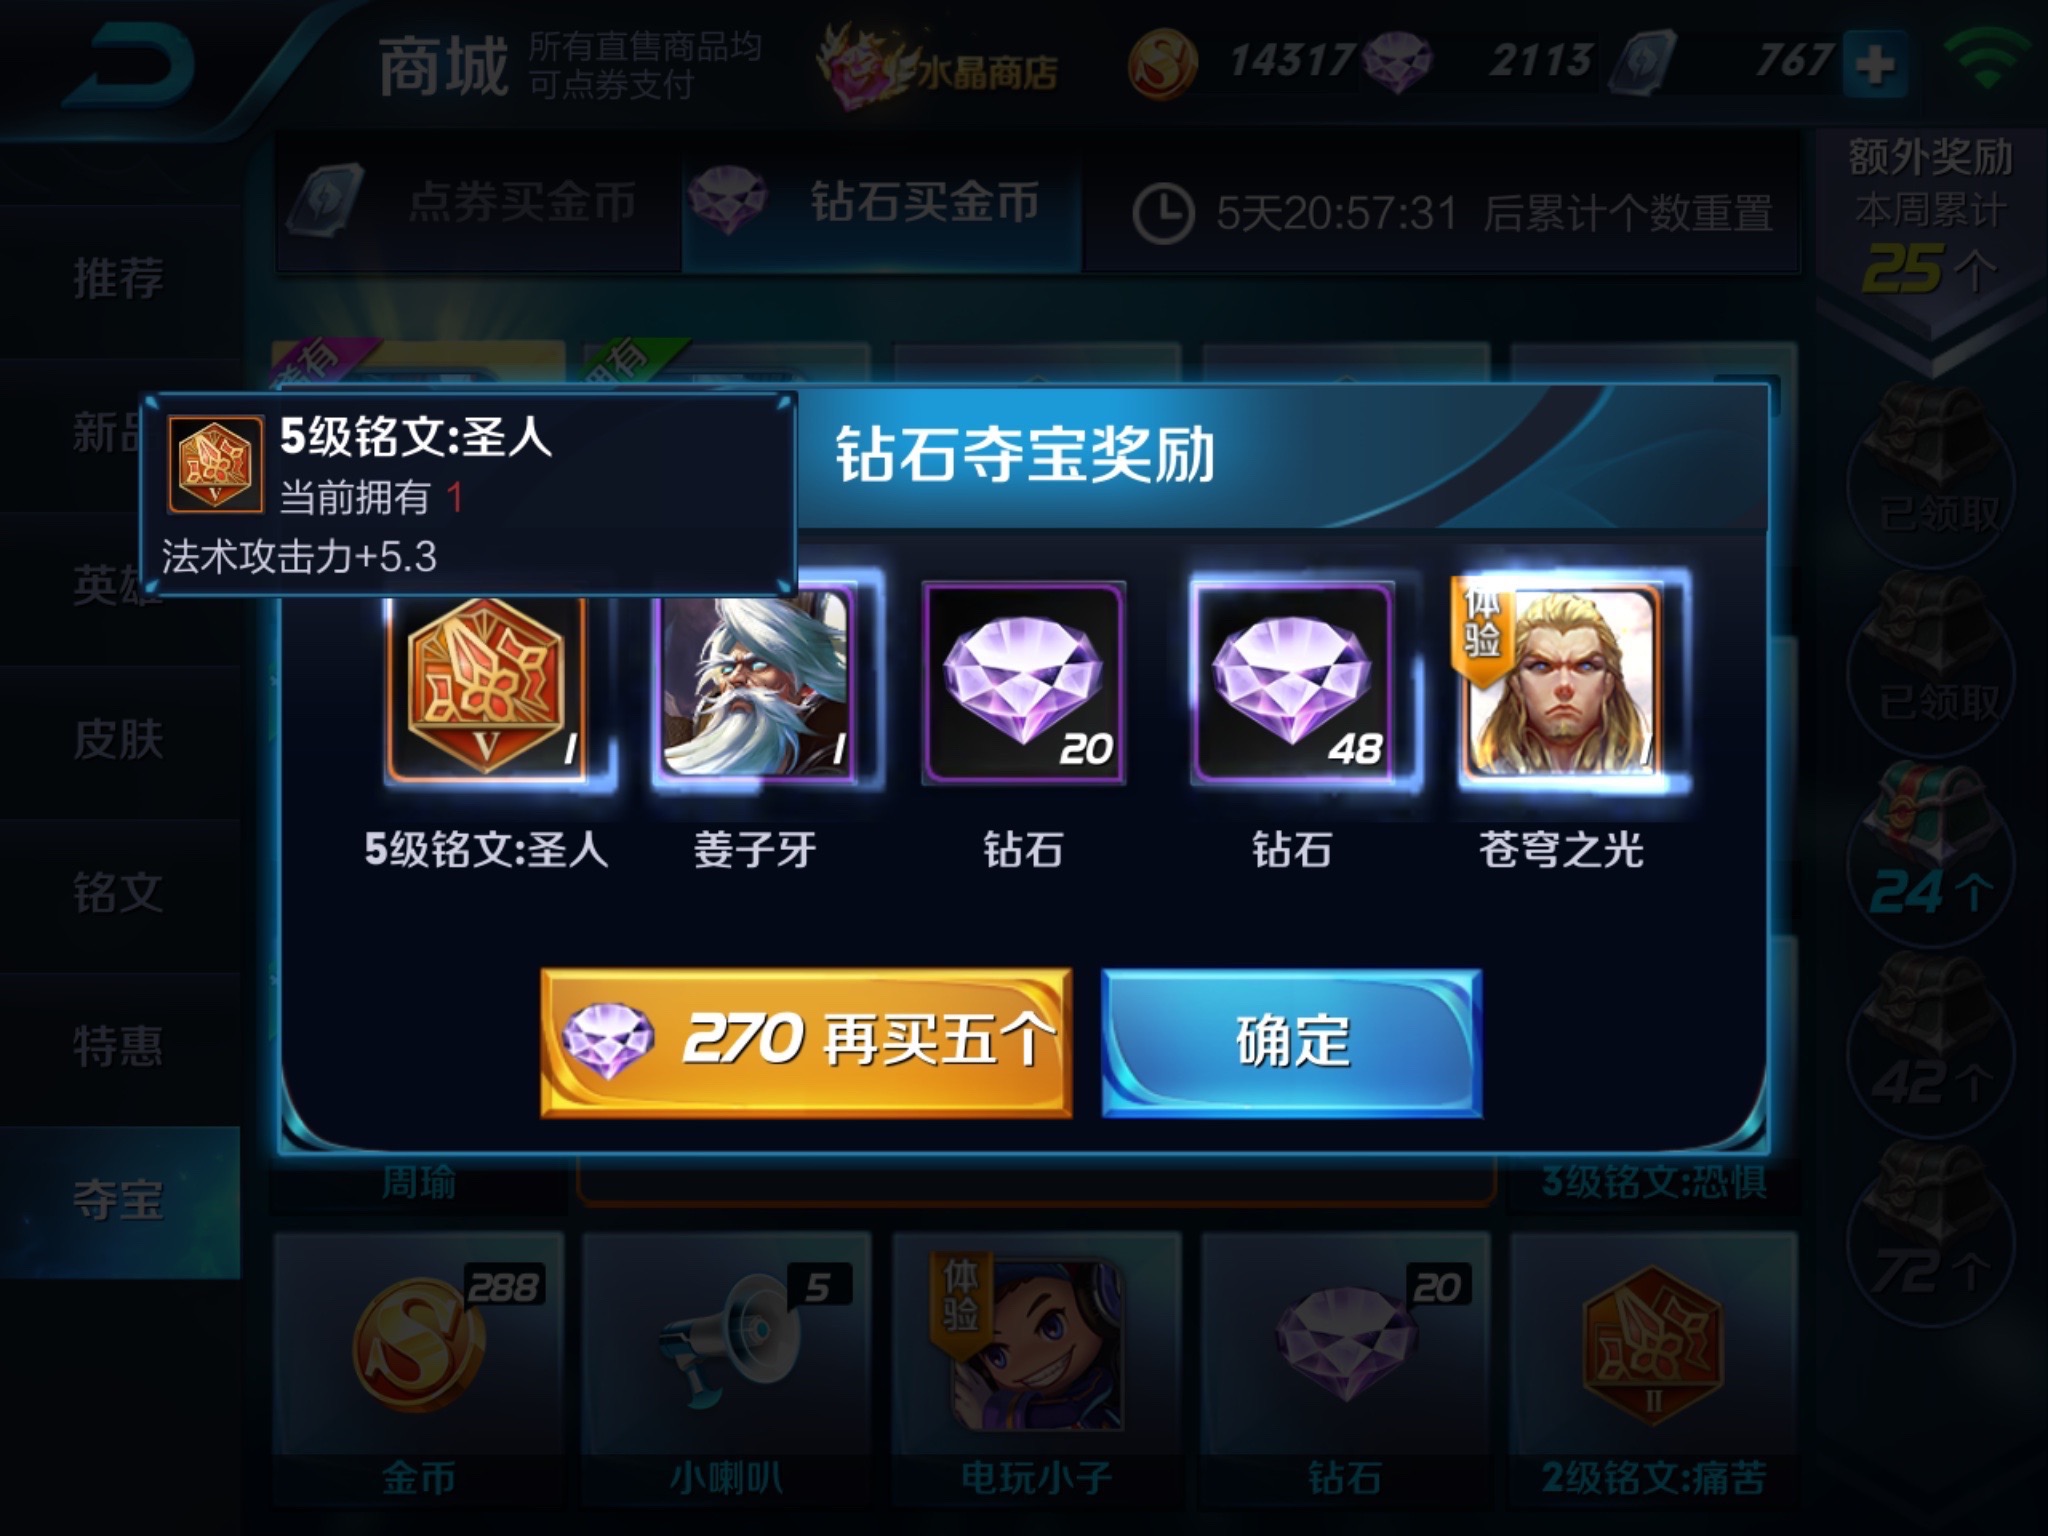 商城
所有直售商品均
可点券支付
水晶商店
14317
2113
767
点券买金币
钻石买金币
5天20:57:31 后累计个数重置
额外奖励
本周累计
25个
推荐
英雄
皮肤
铭文
特惠
夺宝
稀有
拥有
5级铭文:圣人
当前拥有 1
法术攻击力+5.3
钻石夺宝奖励
V
1
1
20
48
体验
1
5级铭文:圣人
姜子牙
钻石
钻石
苍穹之光
270 再买五个
确定
已领取
已领取
24个
42个
72个
周瑜
3级铭文:恐惧
288
5
体验
20
II
金币
小喇叭
电玩小子
钻石
2级铭文:痛苦